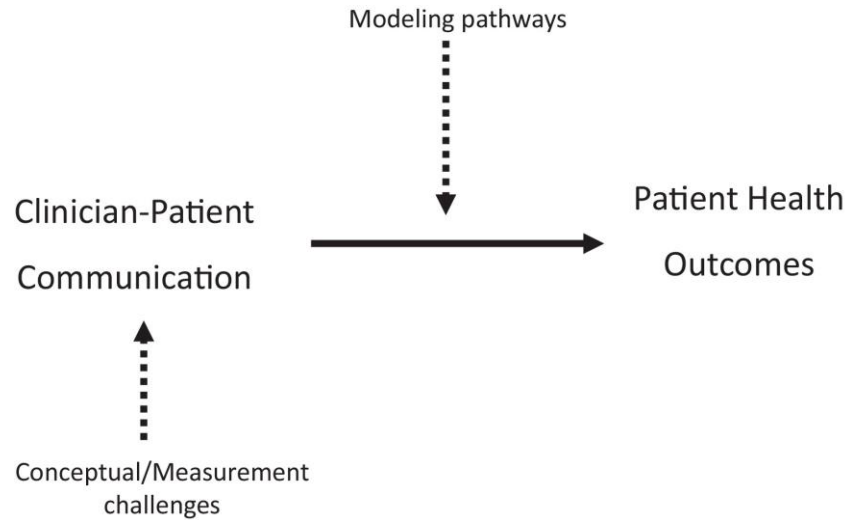 Modeling pathways
Clinician-Patient
Communication
Patient Health
Outcomes
Conceptual/Measurement
challenges